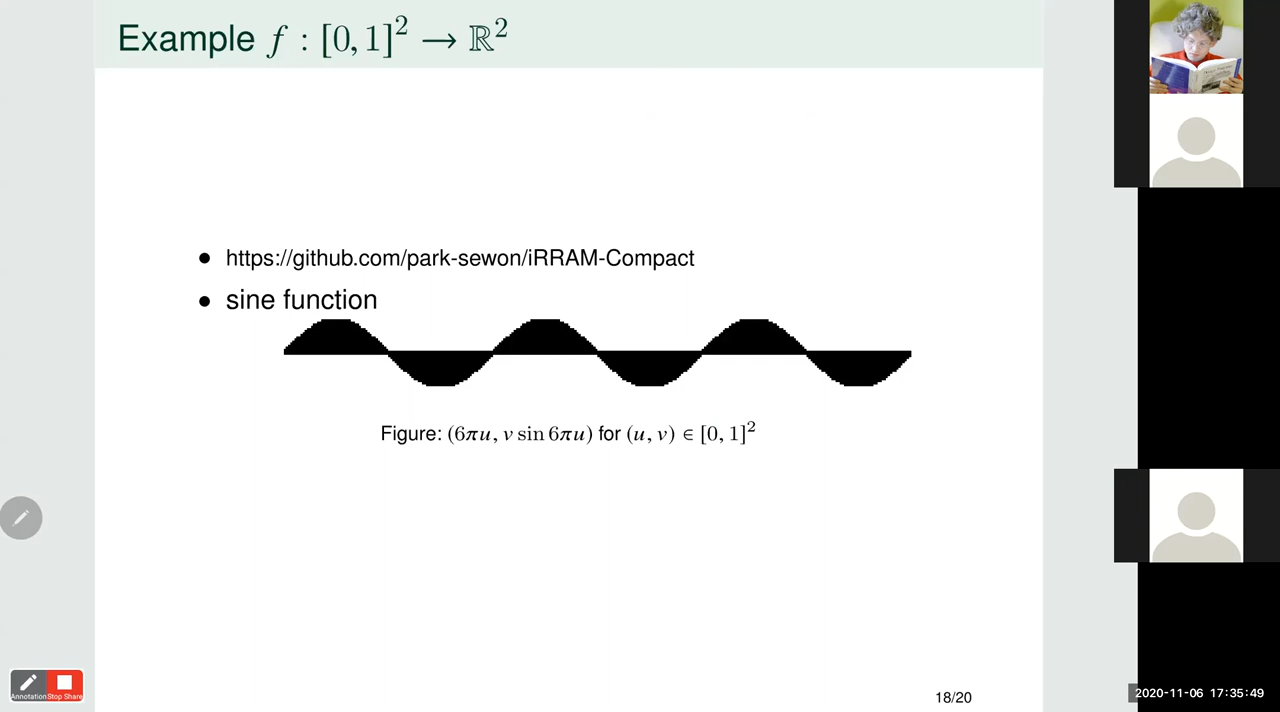 Example f : [0, 1]² → ℝ²
• https://github.com/park-sewon/iRRAM-Compact
• sine function
Figure: (6πu, v sin 6πu) for (u, v) ∈ [0, 1]²
18/20
Annotation Stop Share
2020-11-06 17:35:49